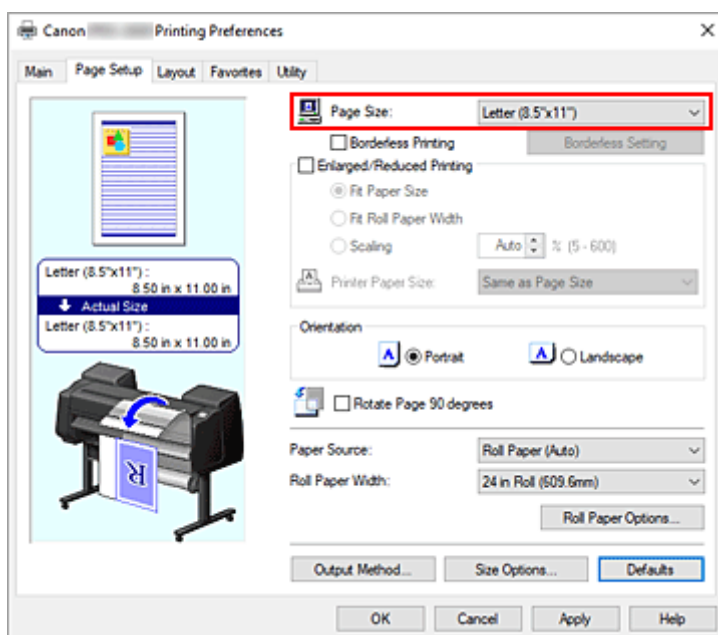 Canon Printing Preferences
Main Page Setup Layout Favorites Utility
Page Size: Letter (8.5"x11")
Borderless Printing Borderless Setting
Enlarged/Reduced Printing
Fit Paper Size
Fit Roll Paper Width
Scaling Auto % (5 - 600)
Printer Paper Size: Same as Page Size
Letter (8.5"x11") :
8.50 in x 11.00 in
Actual Size
Letter (8.5"x11") :
8.50 in x 11.00 in
Orientation
A Portrait A Landscape
Rotate Page 90 degrees
R
Paper Source: Roll Paper (Auto)
Roll Paper Width: 24 in Roll (609.6mm)
Roll Paper Options...
Output Method... Size Options... Defaults
OK Cancel Apply Help